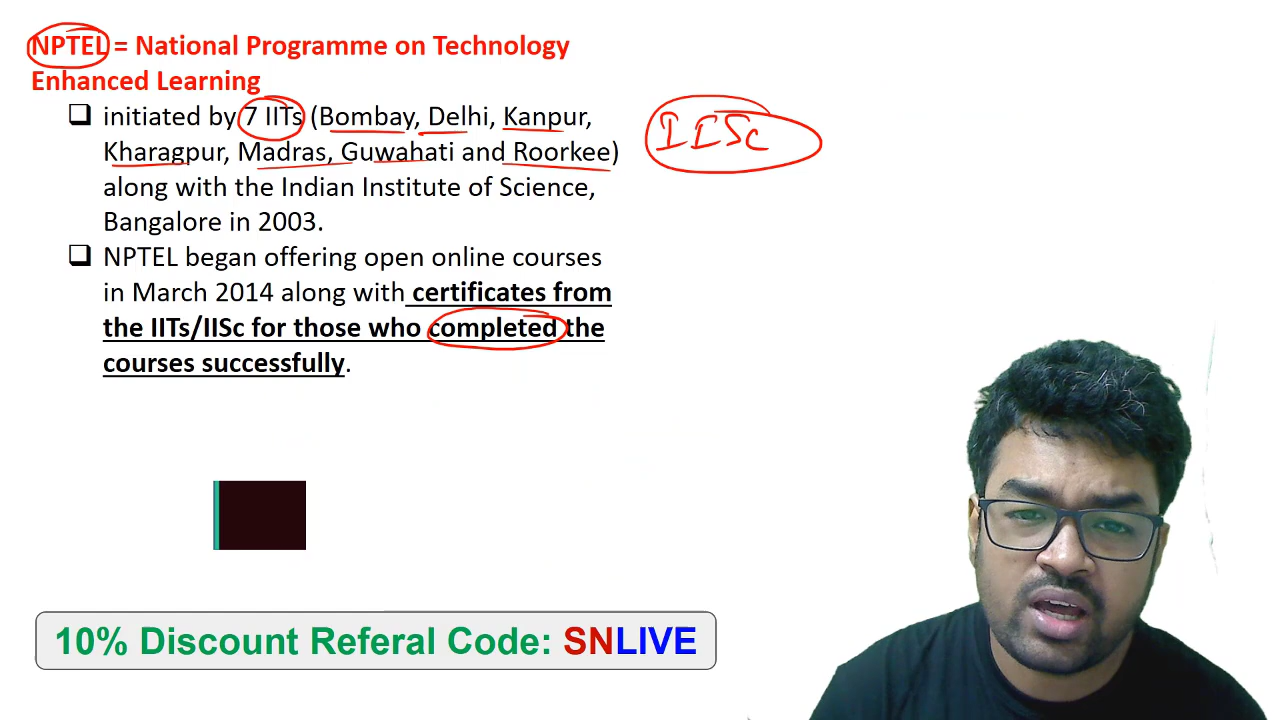 NPTEL = National Programme on Technology
Enhanced Learning
initiated by 7 IITs (Bombay, Delhi, Kanpur,
Kharagpur, Madras, Guwahati and Roorkee)
along with the Indian Institute of Science,
Bangalore in 2003.
NPTEL began offering open online courses
in March 2014 along with certificates from
the IITs/IISc for those who completed the
courses successfully.
IISc
10% Discount Referal Code: SNLIVE